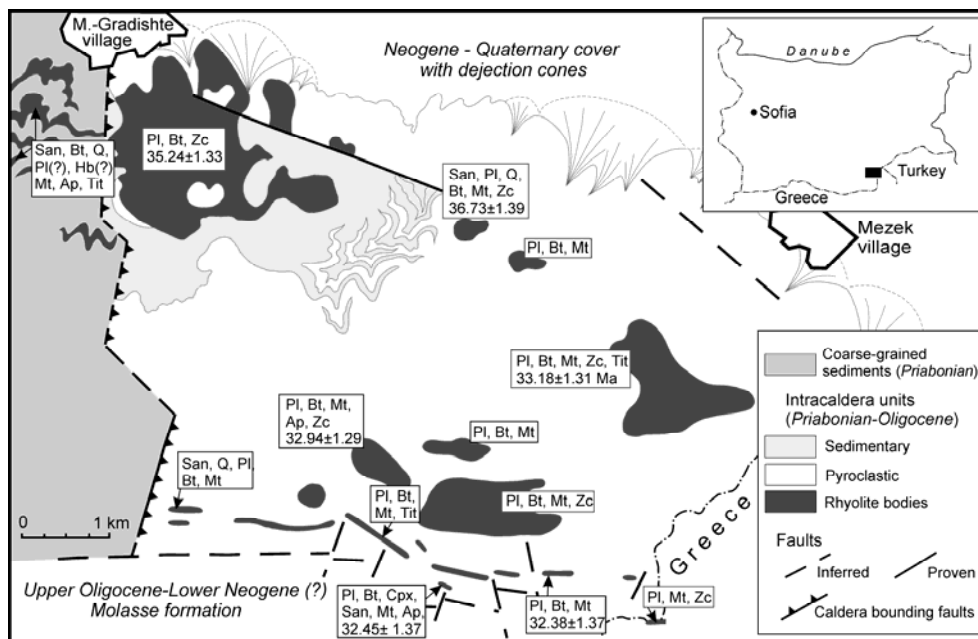 M.-Gradishte
village
Neogene - Quaternary cover
with dejection cones
Danube
Sofia
Turkey
Greece
Pl, Bt, Zc
35.24±1.33
San, Bt, Q,
Pl(?), Hb(?)
Mt, Ap, Tit
San, Pl, Q,
Bt, Mt, Zc
36.73±1.39
Pl, Bt, Mt
Mezek
village
Pl, Bt, Mt, Zc, Tit
33.18±1.31 Ma
Pl, Bt, Mt,
Ap, Zc
32.94±1.29
Pl, Bt, Mt
San, Q, Pl,
Bt, Mt
Pl, Bt,
Mt, Tit
Pl, Bt, Mt, Zc
0 1 km
Greece
Upper Oligocene-Lower Neogene (?)
Molasse formation
Pl, Bt, Cpx,
San, Mt, Ap,
32.45± 1.37
Pl, Bt, Mt
32.38±1.37
Pl, Mt, Zc
Coarse-grained
sediments (Priabonian)
Intracaldera units
(Priabonian-Oligocene)
Sedimentary
Pyroclastic
Rhyolite bodies
Faults
Inferred Proven
Caldera bounding faults